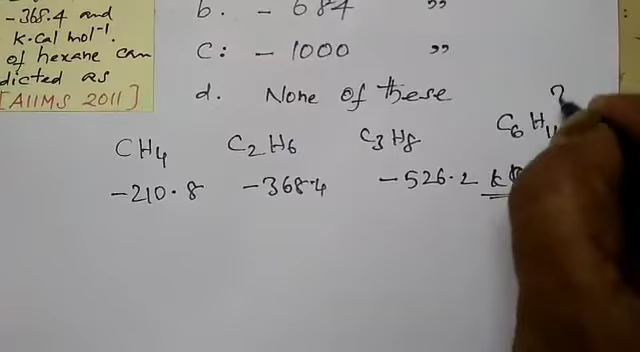 -368.4 and
K.Cal mol⁻¹.
of hexane can
dicted as
[AIIMS 2011]
b. - 684 ”
C: - 1000 ”
d. None of these
CH4 C2H6 C3H8 C6H ?
-210.8 -368.4 -526.2